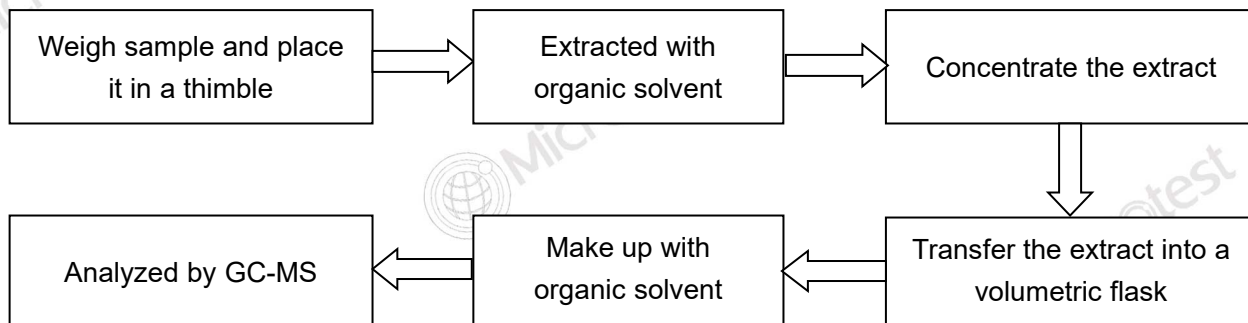 Weigh sample and place
it in a thimble
Extracted with
organic solvent
Concentrate the extract
Transfer the extract into a
volumetric flask
Make up with
organic solvent
Analyzed by GC-MS